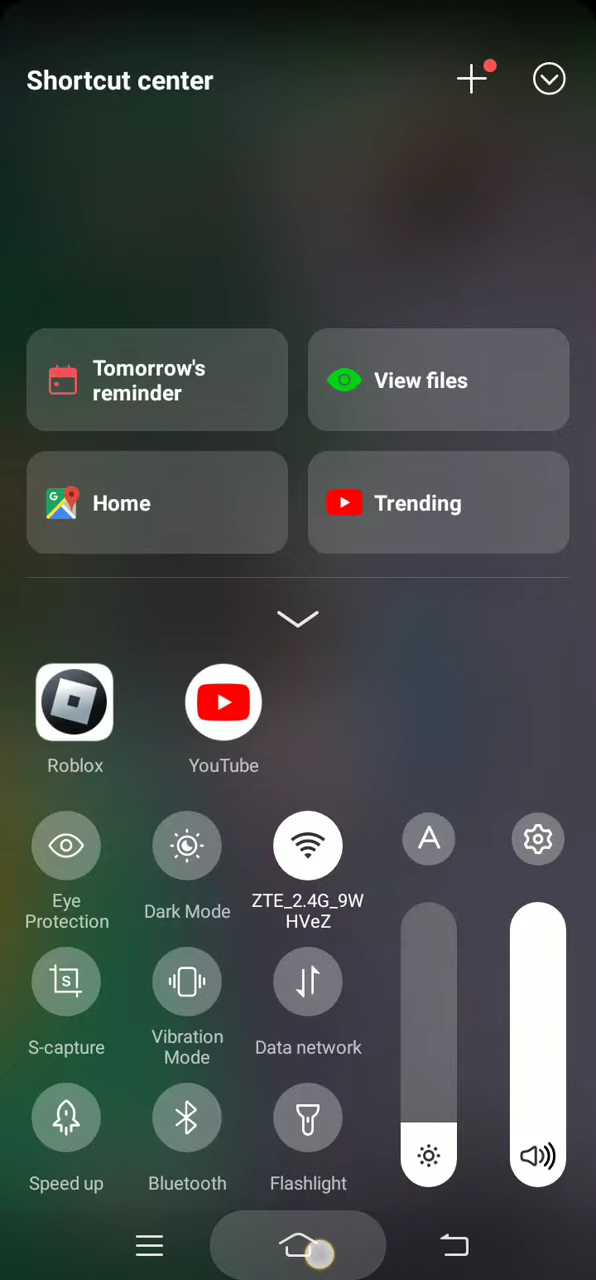 Shortcut center
Tomorrow's
reminder
View files
Home
Trending
Roblox
YouTube
Eye
Protection
Dark Mode
ZTE_2.4G_9W
HVeZ
A
S-capture
Vibration
Mode
Data network
Speed up
Bluetooth
Flashlight